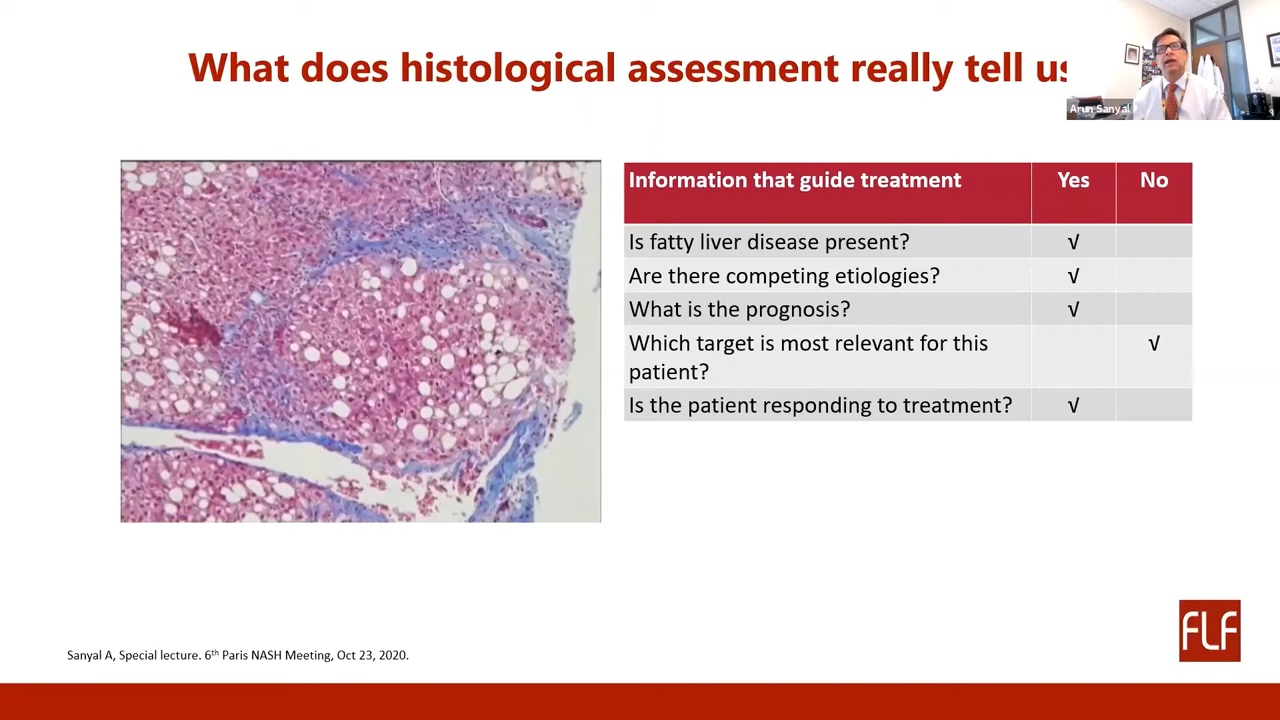 What does histological assessment really tell us
Arun Sanyal
Information that guide treatment Yes No
Is fatty liver disease present? √
Are there competing etiologies? √
What is the prognosis? √
Which target is most relevant for this √
patient?
Is the patient responding to treatment? √
FLF
Sanyal A, Special lecture. 6th Paris NASH Meeting, Oct 23, 2020.